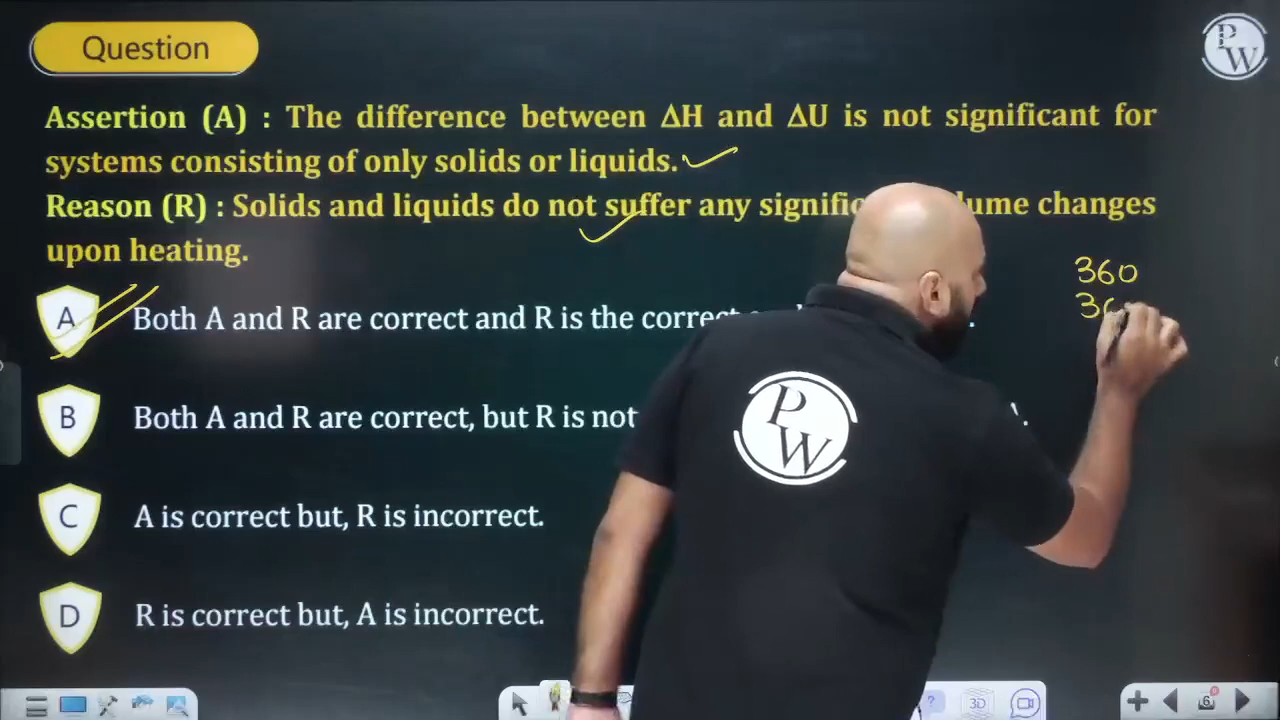 Question
PW
Assertion (A) : The difference between ΔH and ΔU is not significant for
systems consisting of only solids or liquids.
Reason (R) : Solids and liquids do not suffer any changes
upon heating.
360
A Both A and R are correct and R is the
B Both A and R are correct, but R is not
C A is correct but, R is incorrect.
D R is correct but, A is incorrect.
PW
3D
6